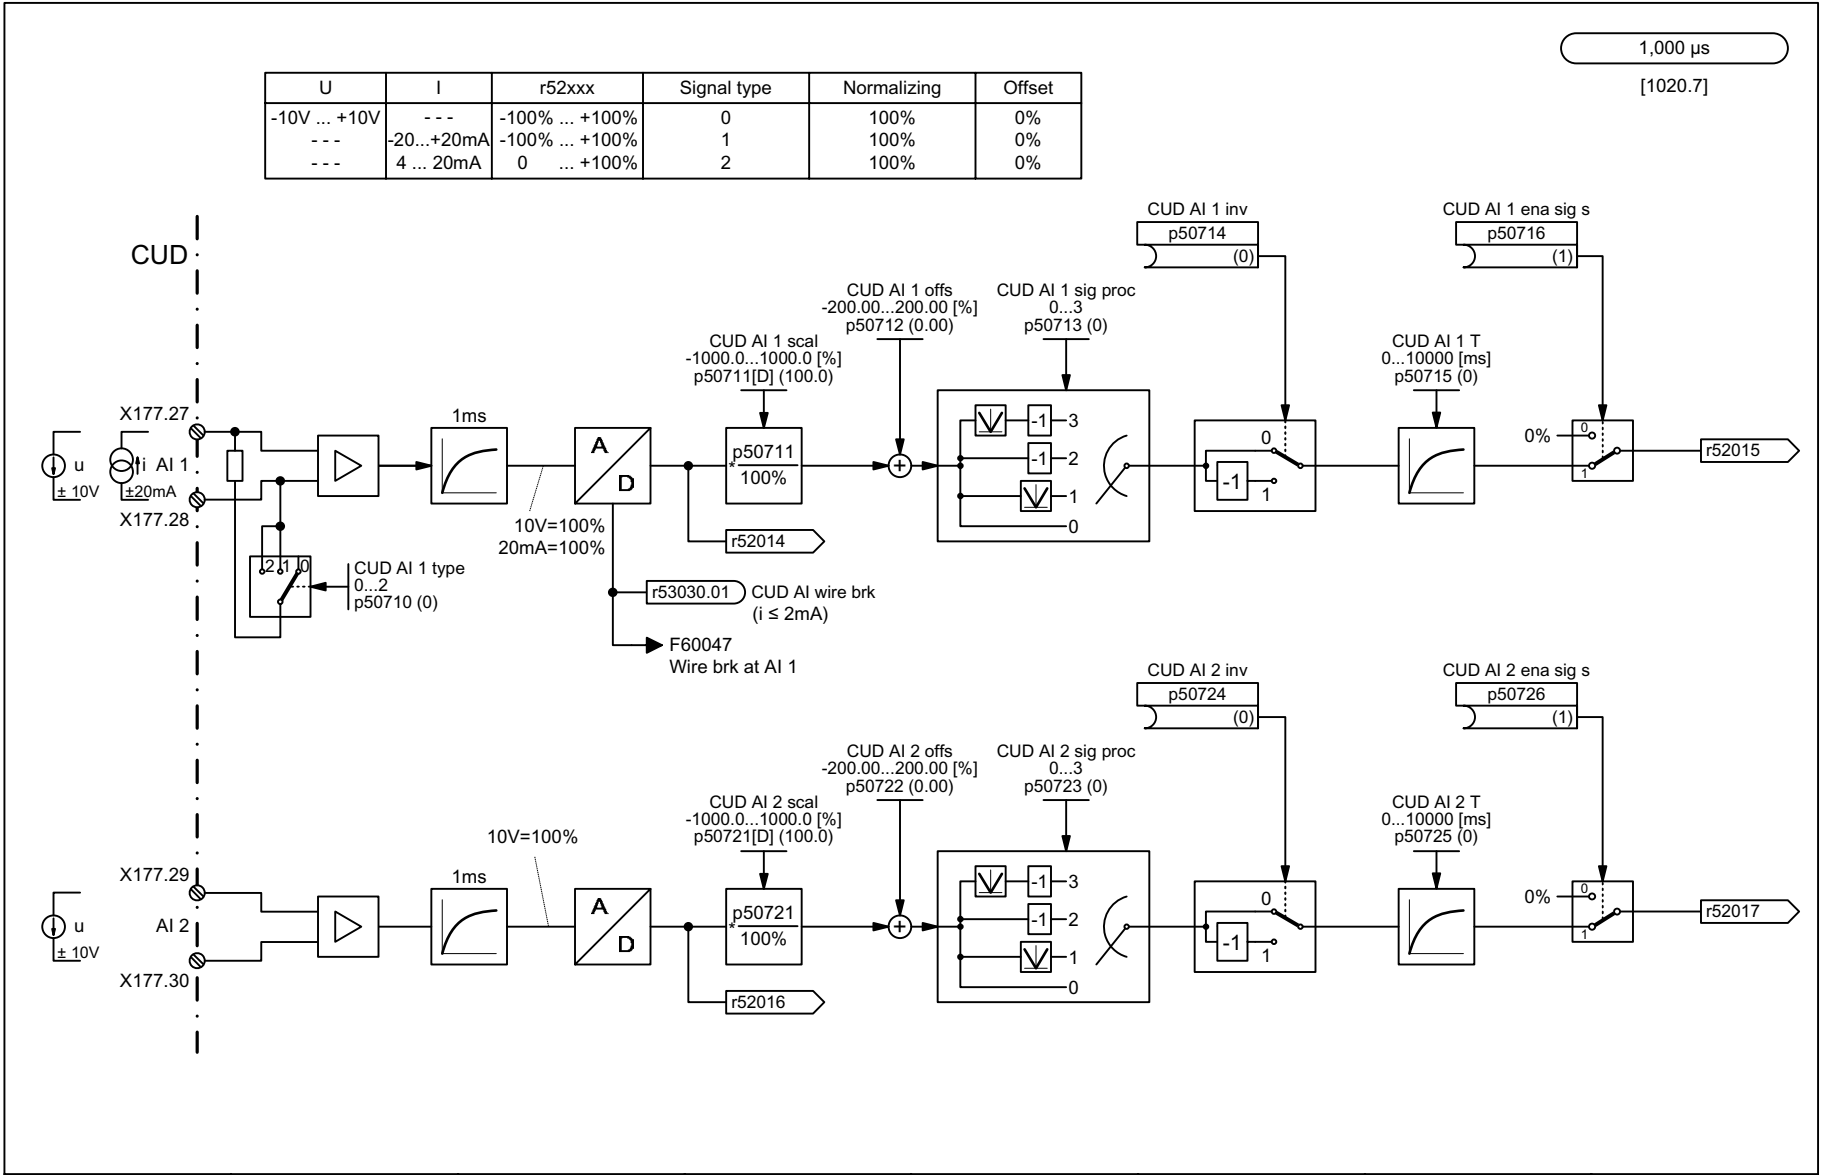 1,000 µs
[1020.7]
U I r52xxx Signal type Normalizing Offset
-10V ... +10V - - - -100% ... +100% 0 100% 0%
- - - -20...+20mA -100% ... +100% 1 100% 0%
- - - 4 ... 20mA 0 ... +100% 2 100% 0%
CUD
CUD AI 1 inv
p50714
(0)
CUD AI 1 ena sig s
p50716
(1)
CUD AI 1 offs
-200.00...200.00 [%]
p50712 (0.00)
CUD AI 1 sig proc
0...3
p50713 (0)
CUD AI 1 scal
-1000.0...1000.0 [%]
p50711[D] (100.0)
CUD AI 1 T
0...10000 [ms]
p50715 (0)
X177.27
u
± 10V
i
AI 1
±20mA
X177.28
1ms
A
D
10V=100%
20mA=100%
p50711
*
100%
r52014
+
-1 3
-1 2
1
0
0
-1
1
0%
0
1
r52015
2 1 0
CUD AI 1 type
0...2
p50710 (0)
r53030.01
CUD AI wire brk
(i ≤ 2mA)
F60047
Wire brk at AI 1
CUD AI 2 inv
p50724
(0)
CUD AI 2 ena sig s
p50726
(1)
CUD AI 2 offs
-200.00...200.00 [%]
p50722 (0.00)
CUD AI 2 sig proc
0...3
p50723 (0)
CUD AI 2 scal
-1000.0...1000.0 [%]
p50721[D] (100.0)
CUD AI 2 T
0...10000 [ms]
p50725 (0)
X177.29
u
± 10V
AI 2
X177.30
1ms
10V=100%
A
D
p50721
*
100%
r52016
+
-1 3
-1 2
1
0
0
-1
1
0%
0
1
r52017